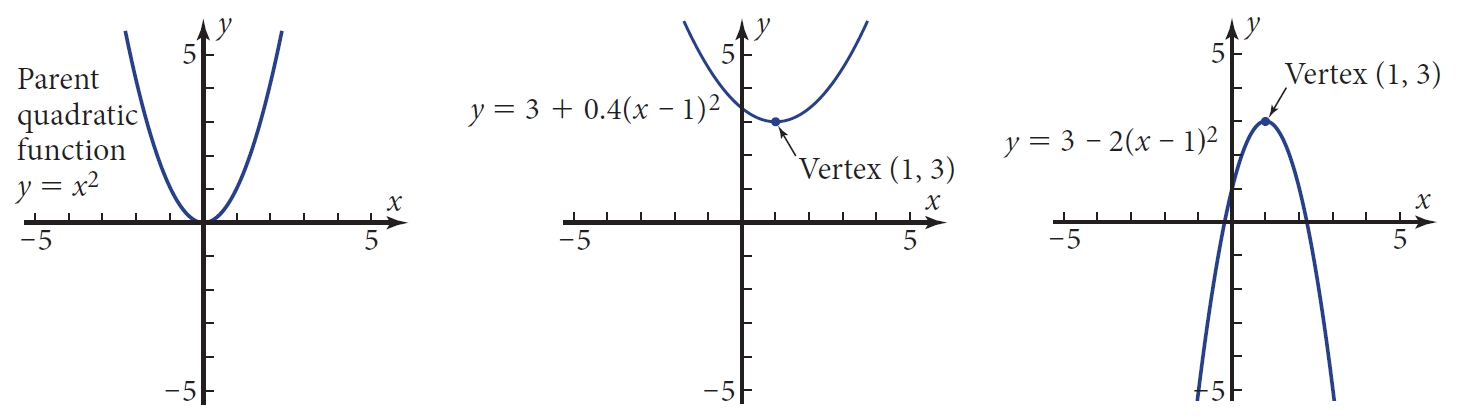 y
5
Parent
quadratic
function
y = x²
x
−5
5
−5
y
5
y = 3 + 0.4(x − 1)²
Vertex (1, 3)
x
−5
5
−5
y
5
Vertex (1, 3)
y = 3 − 2(x − 1)²
x
−5
5
−5